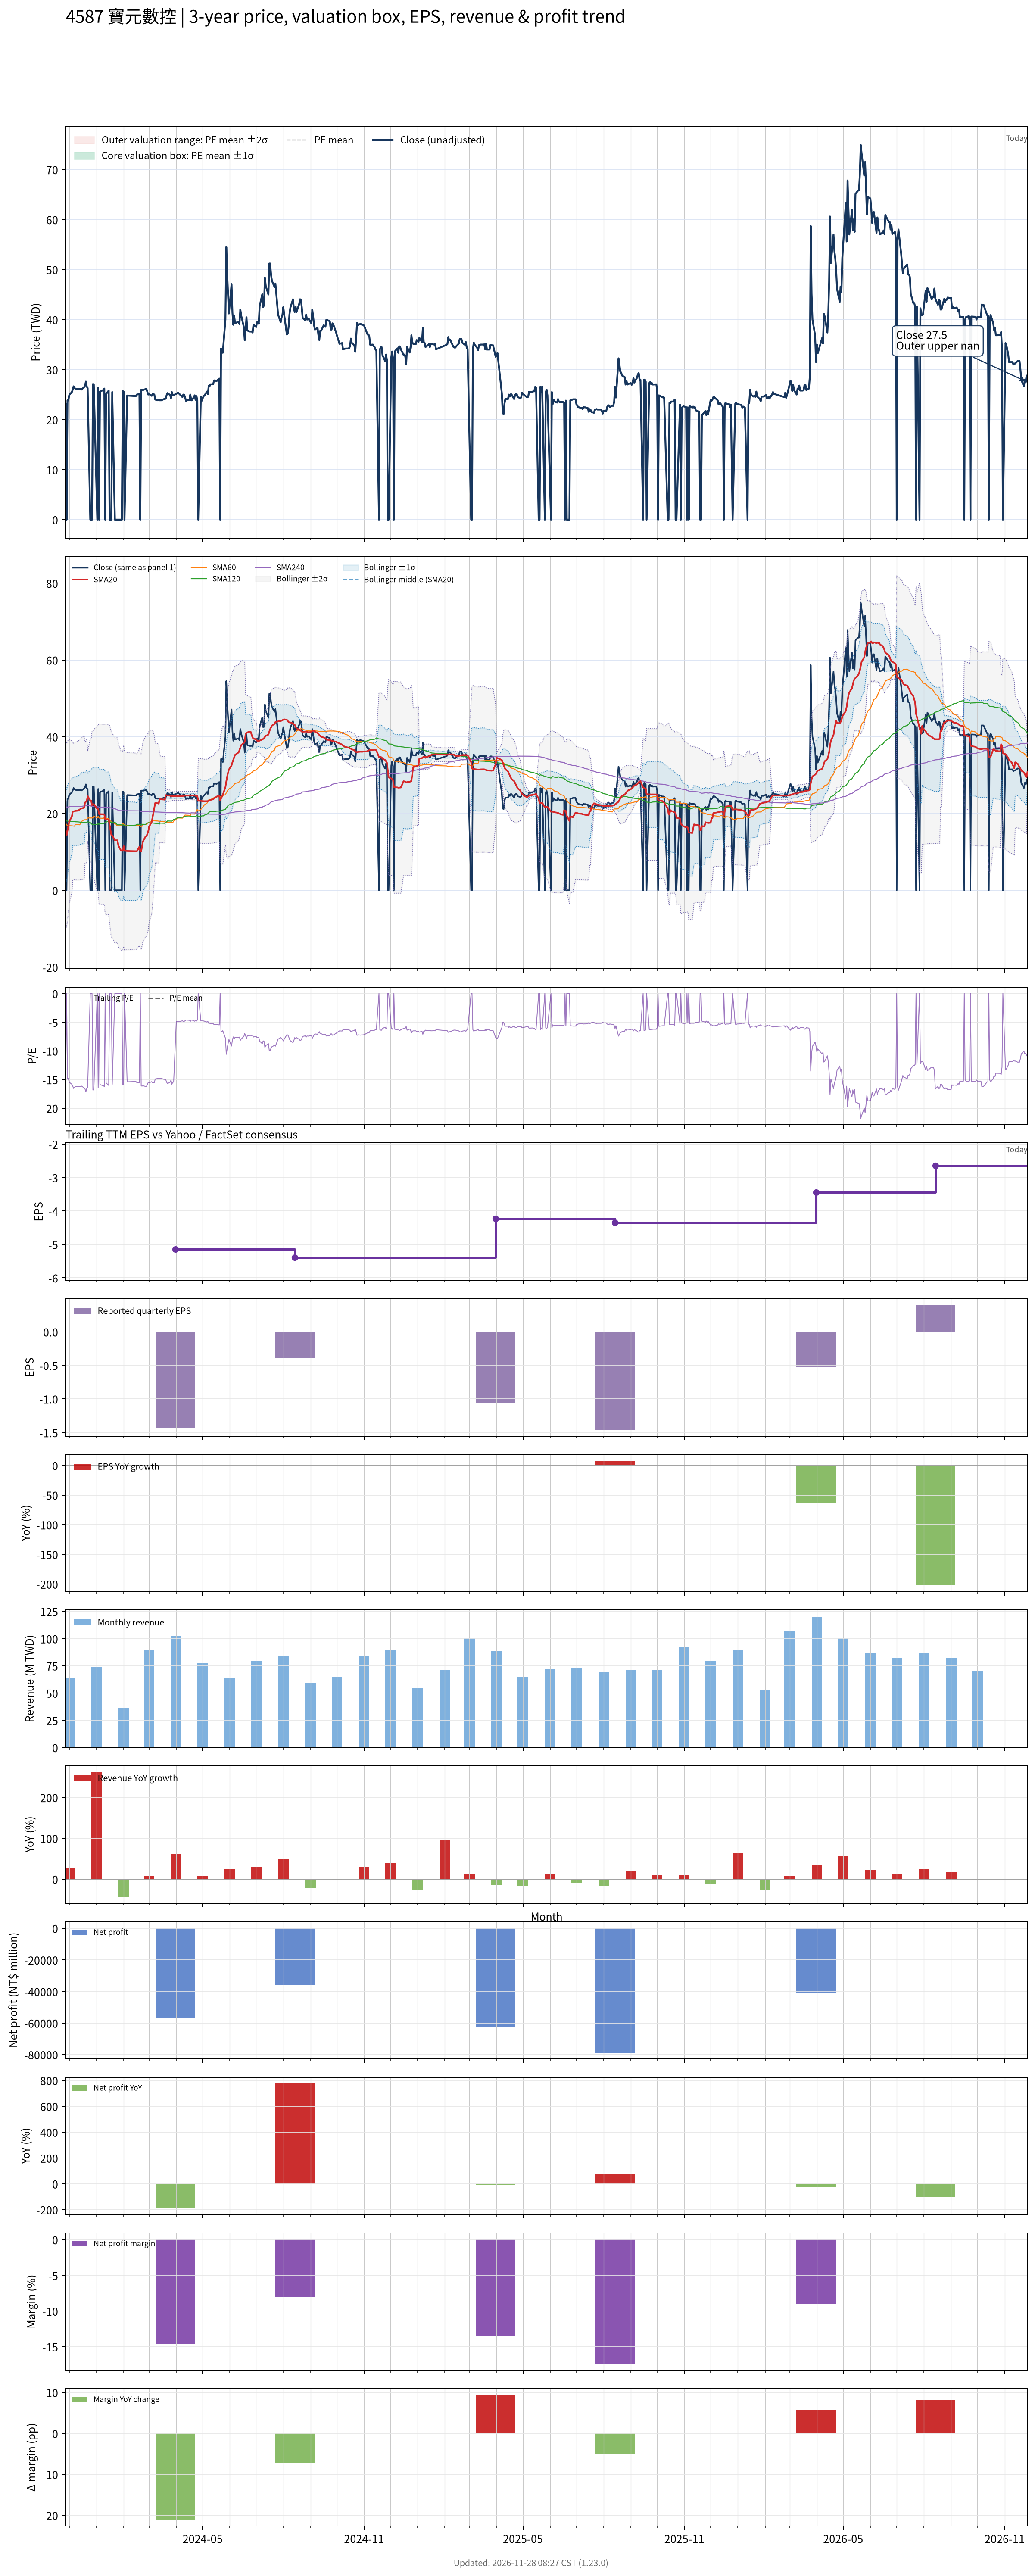 4587 寶元數控 | 3-year price, valuation box, EPS, revenue & profit trend
Outer valuation range: PE mean ±2σ
PE mean
Close (unadjusted)
Core valuation box: PE mean ±1σ
Today
70
60
50
40
30
20
10
0
Price (TWD)
Close 27.5
Outer upper nan
Close (same as panel 1)
SMA60
SMA240
Bollinger ±1σ
SMA20
SMA120
Bollinger ±2σ
Bollinger middle (SMA20)
80
60
40
20
0
-20
Price
Trailing P/E
P/E mean
0
-5
-10
-15
-20
P/E
Trailing TTM EPS vs Yahoo / FactSet consensus
Today
-2
-3
-4
-5
-6
EPS
Reported quarterly EPS
0.0
-0.5
-1.0
-1.5
EPS
EPS YoY growth
0
-50
-100
-150
-200
YoY (%)
Monthly revenue
125
100
75
50
25
0
Revenue (M TWD)
Revenue YoY growth
200
100
0
YoY (%)
Month
Net profit
0
-20000
-40000
-60000
-80000
Net profit (NT$ million)
Net profit YoY
800
600
400
200
0
-200
YoY (%)
Net profit margin
0
-5
-10
-15
Margin (%)
Margin YoY change
10
0
-10
-20
Δ margin (pp)
2024-05
2024-11
2025-05
2025-11
2026-05
2026-11
Updated: 2026-11-28 08:27 CST (1.23.0)